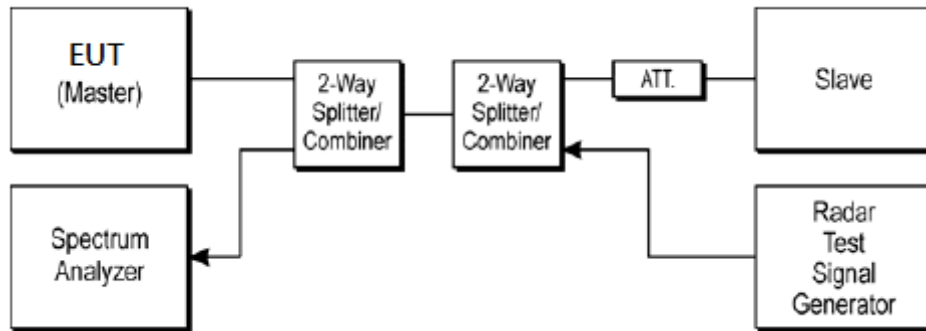 EUT
(Master)
2-Way
Splitter/
Combiner
2-Way
Splitter/
Combiner
ATT.
Slave
Spectrum
Analyzer
Radar
Test
Signal
Generator